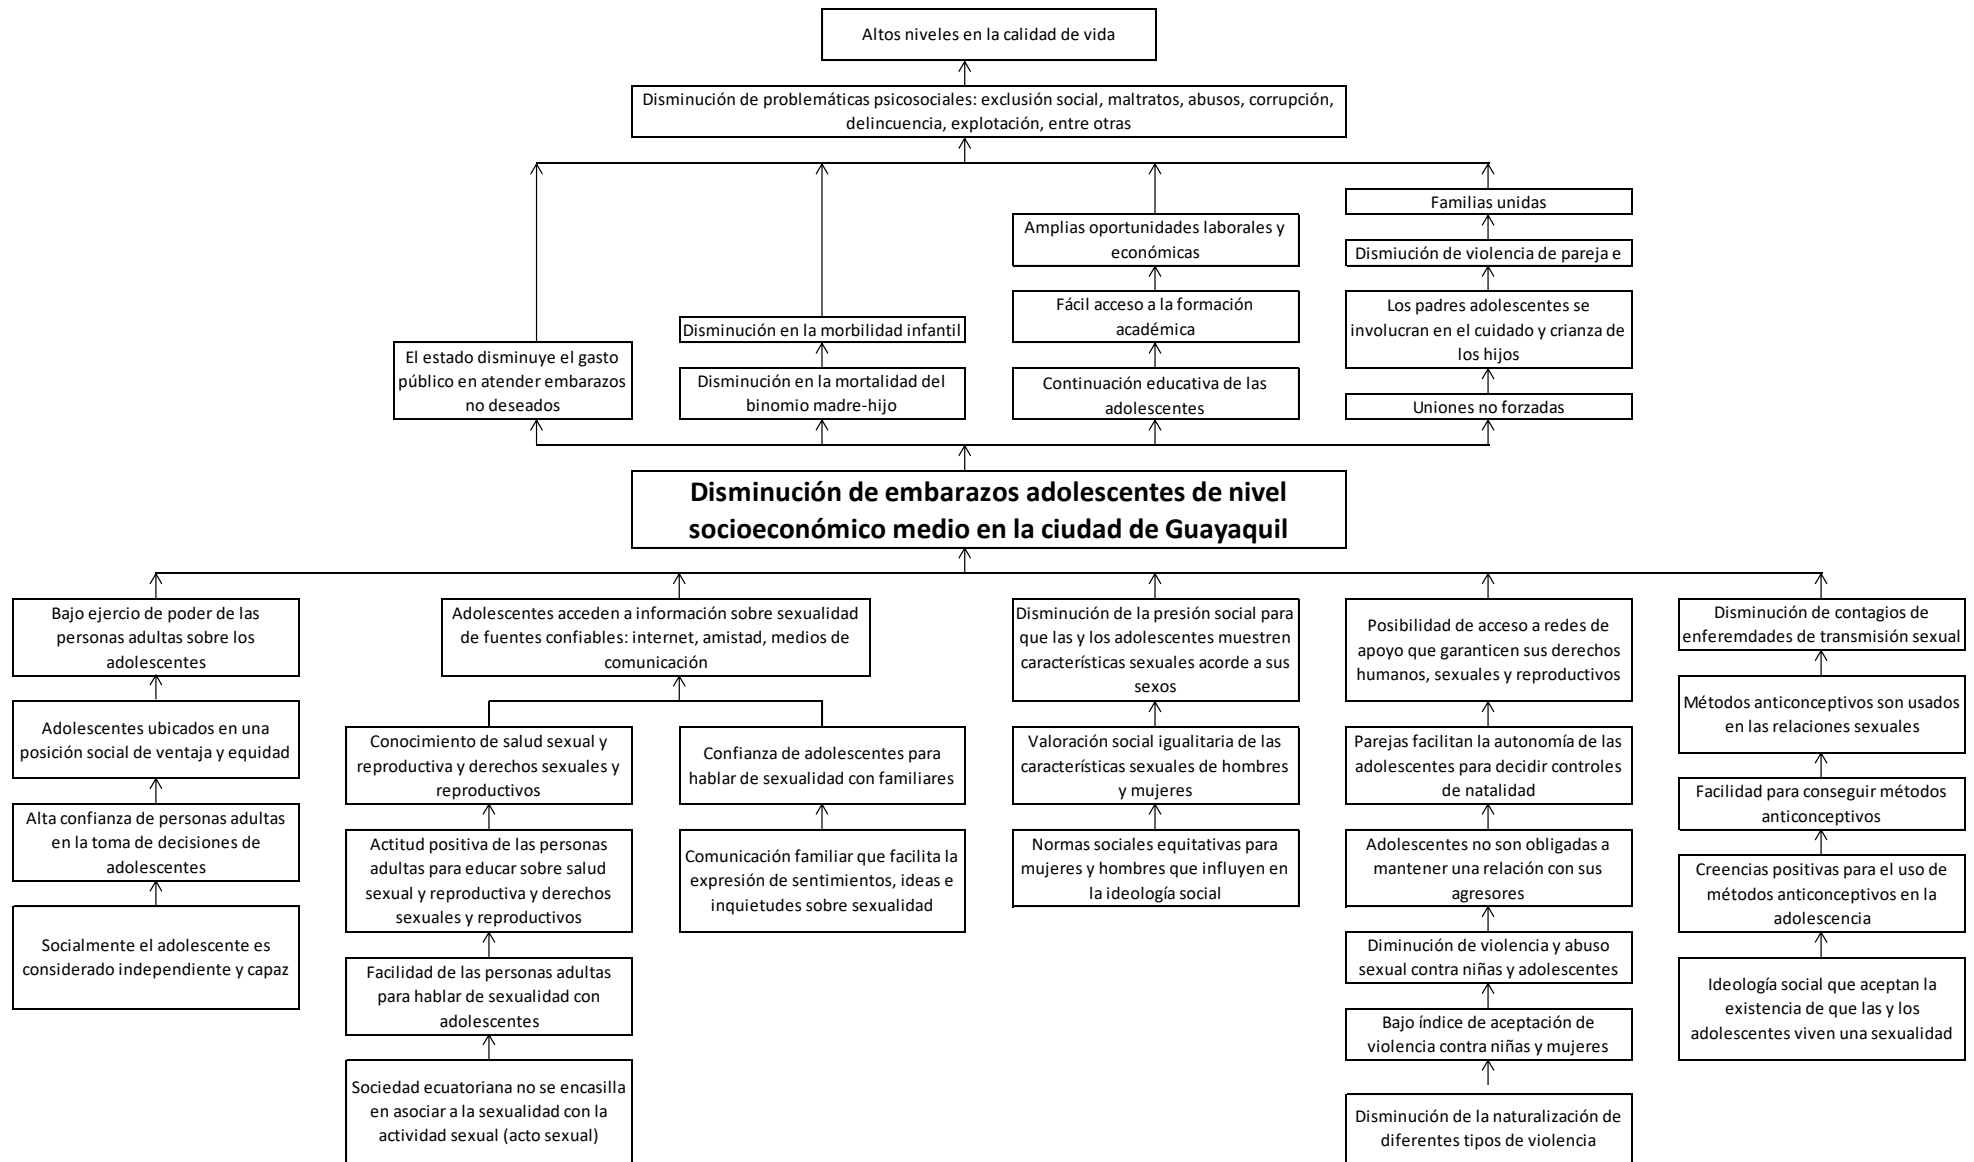 Altos niveles en la calidad de vida
Disminución de problemáticas psicosociales: exclusión social, maltratos, abusos, corrupción,
delincuencia, explotación, entre otras
Familias unidas
Amplias oportunidades laborales y
económicas
Dismiución de violencia de pareja e
Fácil acceso a la formación
académica
Los padres adolescentes se
involucran en el cuidado y crianza de
los hijos
Disminución en la morbilidad infantil
El estado disminuye el gasto
público en atender embarazos
no deseados
Disminución en la mortalidad del
binomio madre-hijo
Continuación educativa de las
adolescentes
Uniones no forzadas
Disminución de embarazos adolescentes de nivel
socioeconómico medio en la ciudad de Guayaquil
Bajo ejercio de poder de las
personas adultas sobre los
adolescentes
Adolescentes acceden a información sobre sexualidad
de fuentes confiables: internet, amistad, medios de
comunicación
Disminución de la presión social para
que las y los adolescentes muestren
características sexuales acorde a sus
sexos
Posibilidad de acceso a redes de
apoyo que garanticen sus derechos
humanos, sexuales y reproductivos
Disminución de contagios de
enferemdades de transmisión sexual
Adolescentes ubicados en una
posición social de ventaja y equidad
Conocimiento de salud sexual y
reproductiva y derechos sexuales y
reproductivos
Confianza de adolescentes para
hablar de sexualidad con familiares
Valoración social igualitaria de las
características sexuales de hombres
y mujeres
Parejas facilitan la autonomía de las
adolescentes para decidir controles
de natalidad
Métodos anticonceptivos son usados
en las relaciones sexuales
Alta confianza de personas adultas
en la toma de decisiones de
adolescentes
Actitud positiva de las personas
adultas para educar sobre salud
sexual y reproductiva y derechos
sexuales y reproductivos
Comunicación familiar que facilita la
expresión de sentimientos, ideas e
inquietudes sobre sexualidad
Normas sociales equitativas para
mujeres y hombres que influyen en
la ideología social
Adolescentes no son obligadas a
mantener una relación con sus
agresores
Facilidad para conseguir métodos
anticonceptivos
Creencias positivas para el uso de
métodos anticonceptivos en la
adolescencia
Socialmente el adolescente es
considerado independiente y capaz
Facilidad de las personas adultas
para hablar de sexualidad con
adolescentes
Diminución de violencia y abuso
sexual contra niñas y adolescentes
Ideología social que aceptan la
existencia de que las y los
adolescentes viven una sexualidad
Bajo índice de aceptación de
violencia contra niñas y mujeres
Sociedad ecuatoriana no se encasilla
en asociar a la sexualidad con la
actividad sexual (acto sexual)
Disminución de la naturalización de
diferentes tipos de violencia